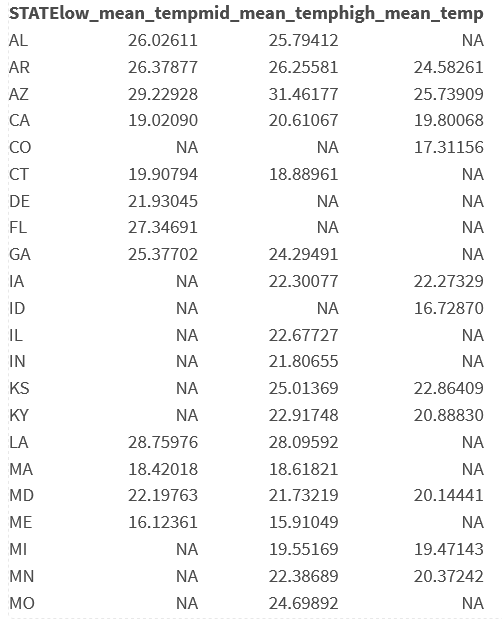 STATElow_mean_tempmid_mean_temphigh_mean_temp
AL 26.02611 25.79412 NA
AR 26.37877 26.25581 24.58261
AZ 29.22928 31.46177 25.73909
CA 19.02090 20.61067 19.80068
CO NA NA 17.31156
CT 19.90794 18.88961 NA
DE 21.93045 NA NA
FL 27.34691 NA NA
GA 25.37702 24.29491 NA
IA NA 22.30077 22.27329
ID NA NA 16.72870
IL NA 22.67727 NA
IN NA 21.80655 NA
KS NA 25.01369 22.86409
KY NA 22.91748 20.88830
LA 28.75976 28.09592 NA
MA 18.42018 18.61821 NA
MD 22.19763 21.73219 20.14441
ME 16.12361 15.91049 NA
MI NA 19.55169 19.47143
MN NA 22.38689 20.37242
MO NA 24.69892 NA